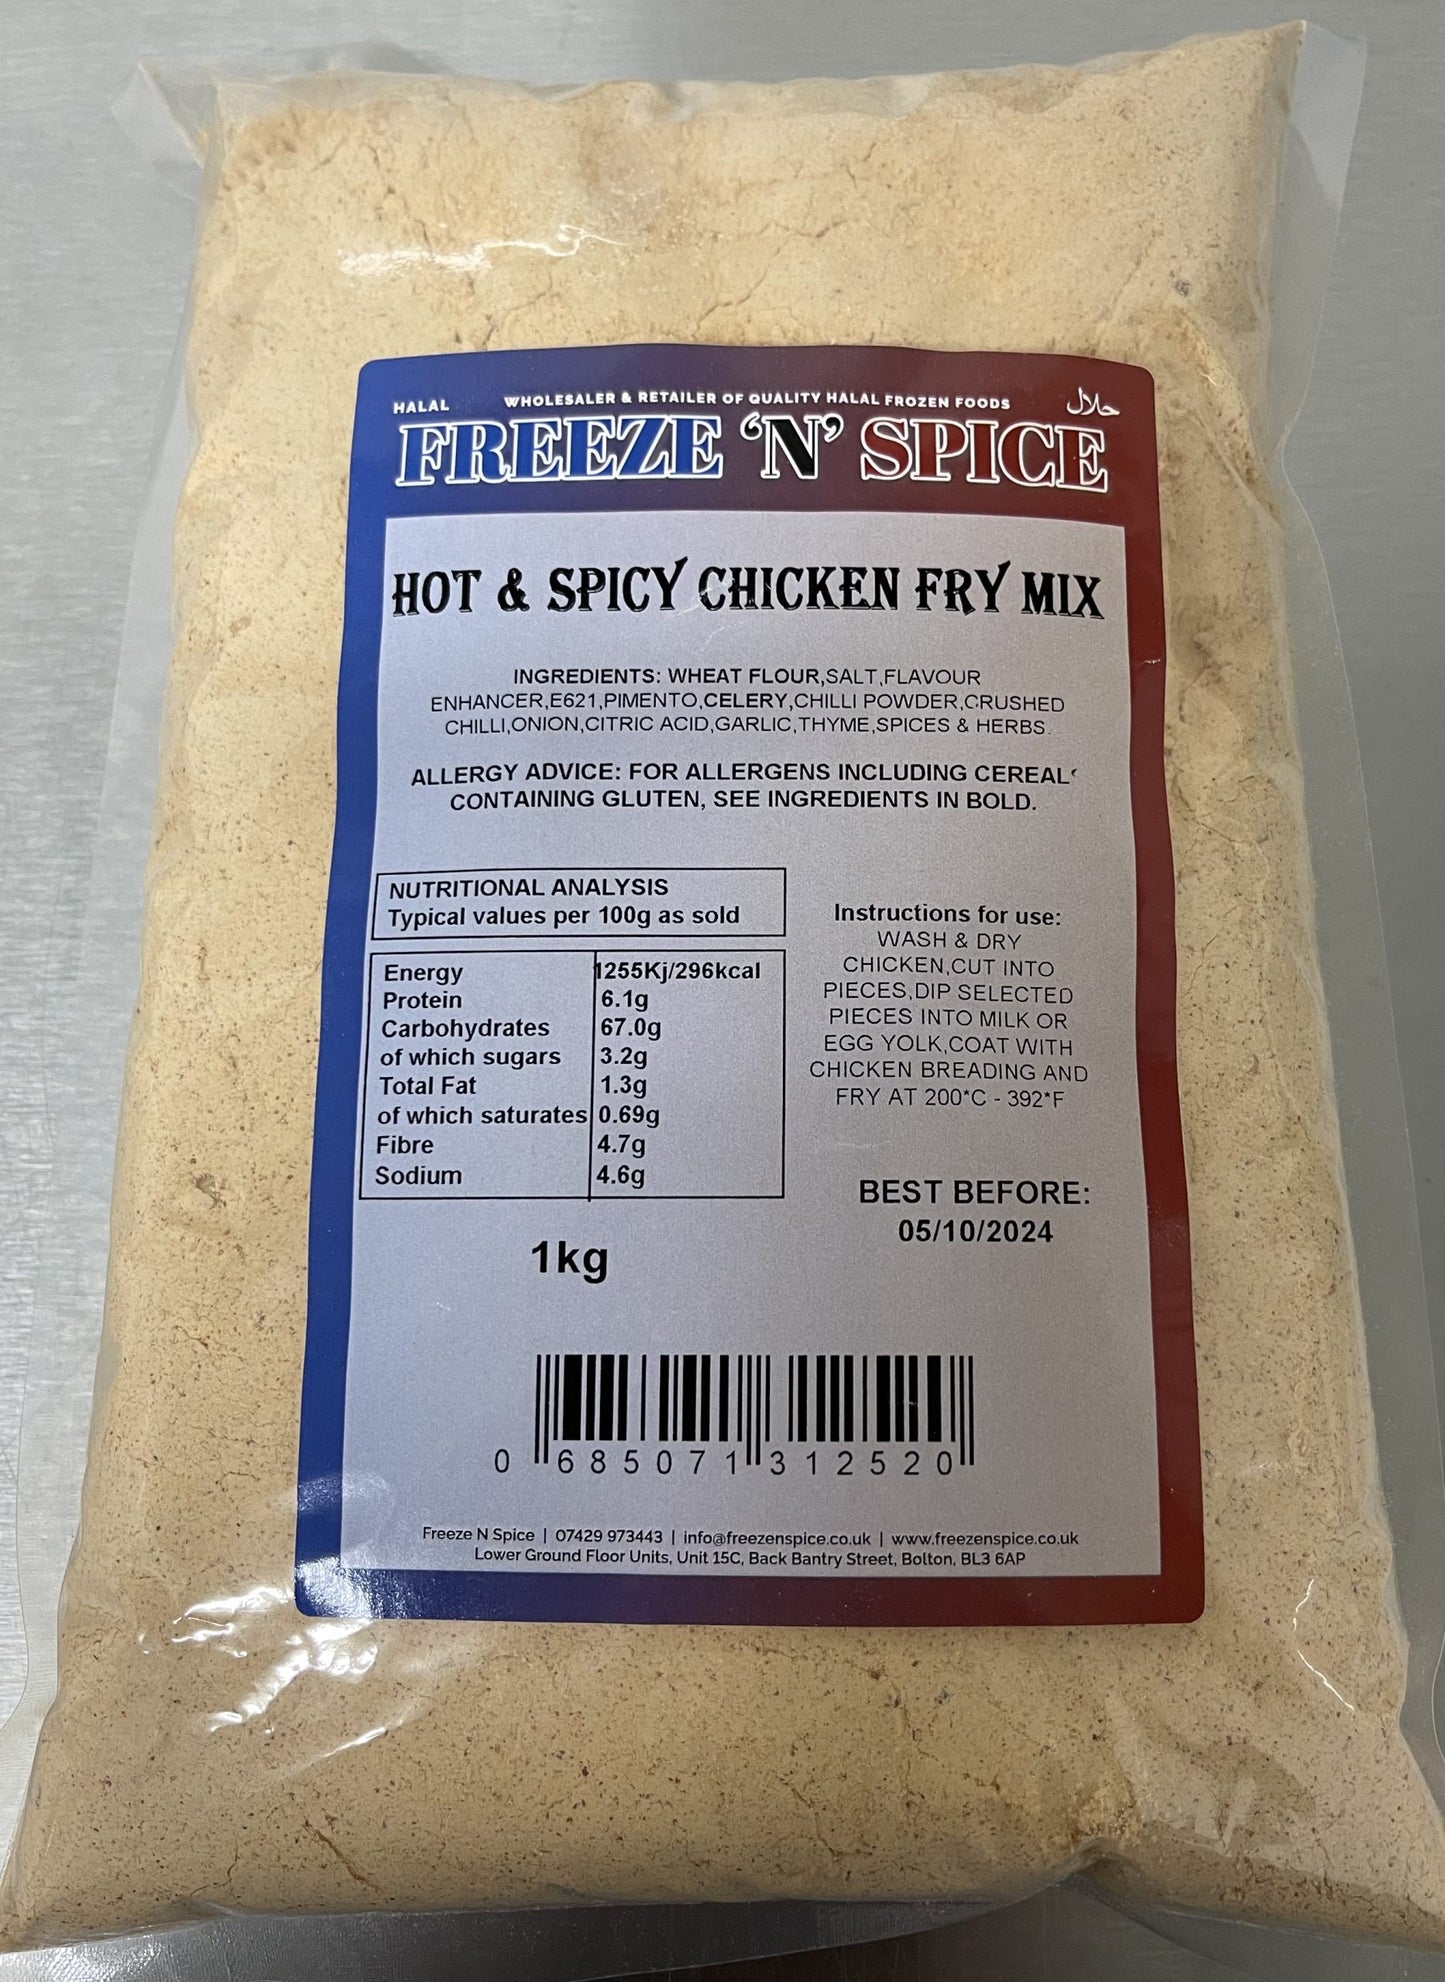 HALAL WHOLESALER & RETAILER OF QUALITY HALAL FROZEN FOODS حلال
FREEZE 'N' SPICE
HOT & SPICY CHICKEN FRY MIX
INGREDIENTS: WHEAT FLOUR,SALT,FLAVOUR
ENHANCER,E621,PIMENTO,CELERY,CHILLI POWDER,CRUSHED
CHILLI,ONION,CITRIC ACID,GARLIC,THYME,SPICES & HERBS.
ALLERGY ADVICE: FOR ALLERGENS INCLUDING CEREAL
CONTAINING GLUTEN, SEE INGREDIENTS IN BOLD.
NUTRITIONAL ANALYSIS
Typical values per 100g as sold
Energy 1255Kj/296kcal
Protein 6.1g
Carbohydrates 67.0g
of which sugars 3.2g
Total Fat 1.3g
of which saturates 0.69g
Fibre 4.7g
Sodium 4.6g
Instructions for use:
WASH & DRY
CHICKEN,CUT INTO
PIECES,DIP SELECTED
PIECES INTO MILK OR
EGG YOLK,COAT WITH
CHICKEN BREADING AND
FRY AT 200*C - 392*F
BEST BEFORE:
05/10/2024
1kg
0 685071 312520
Freeze N Spice | 07429 973443 | info@freezenspice.co.uk | www.freezenspice.co.uk
Lower Ground Floor Units, Unit 15C, Back Bantry Street, Bolton, BL3 6AP